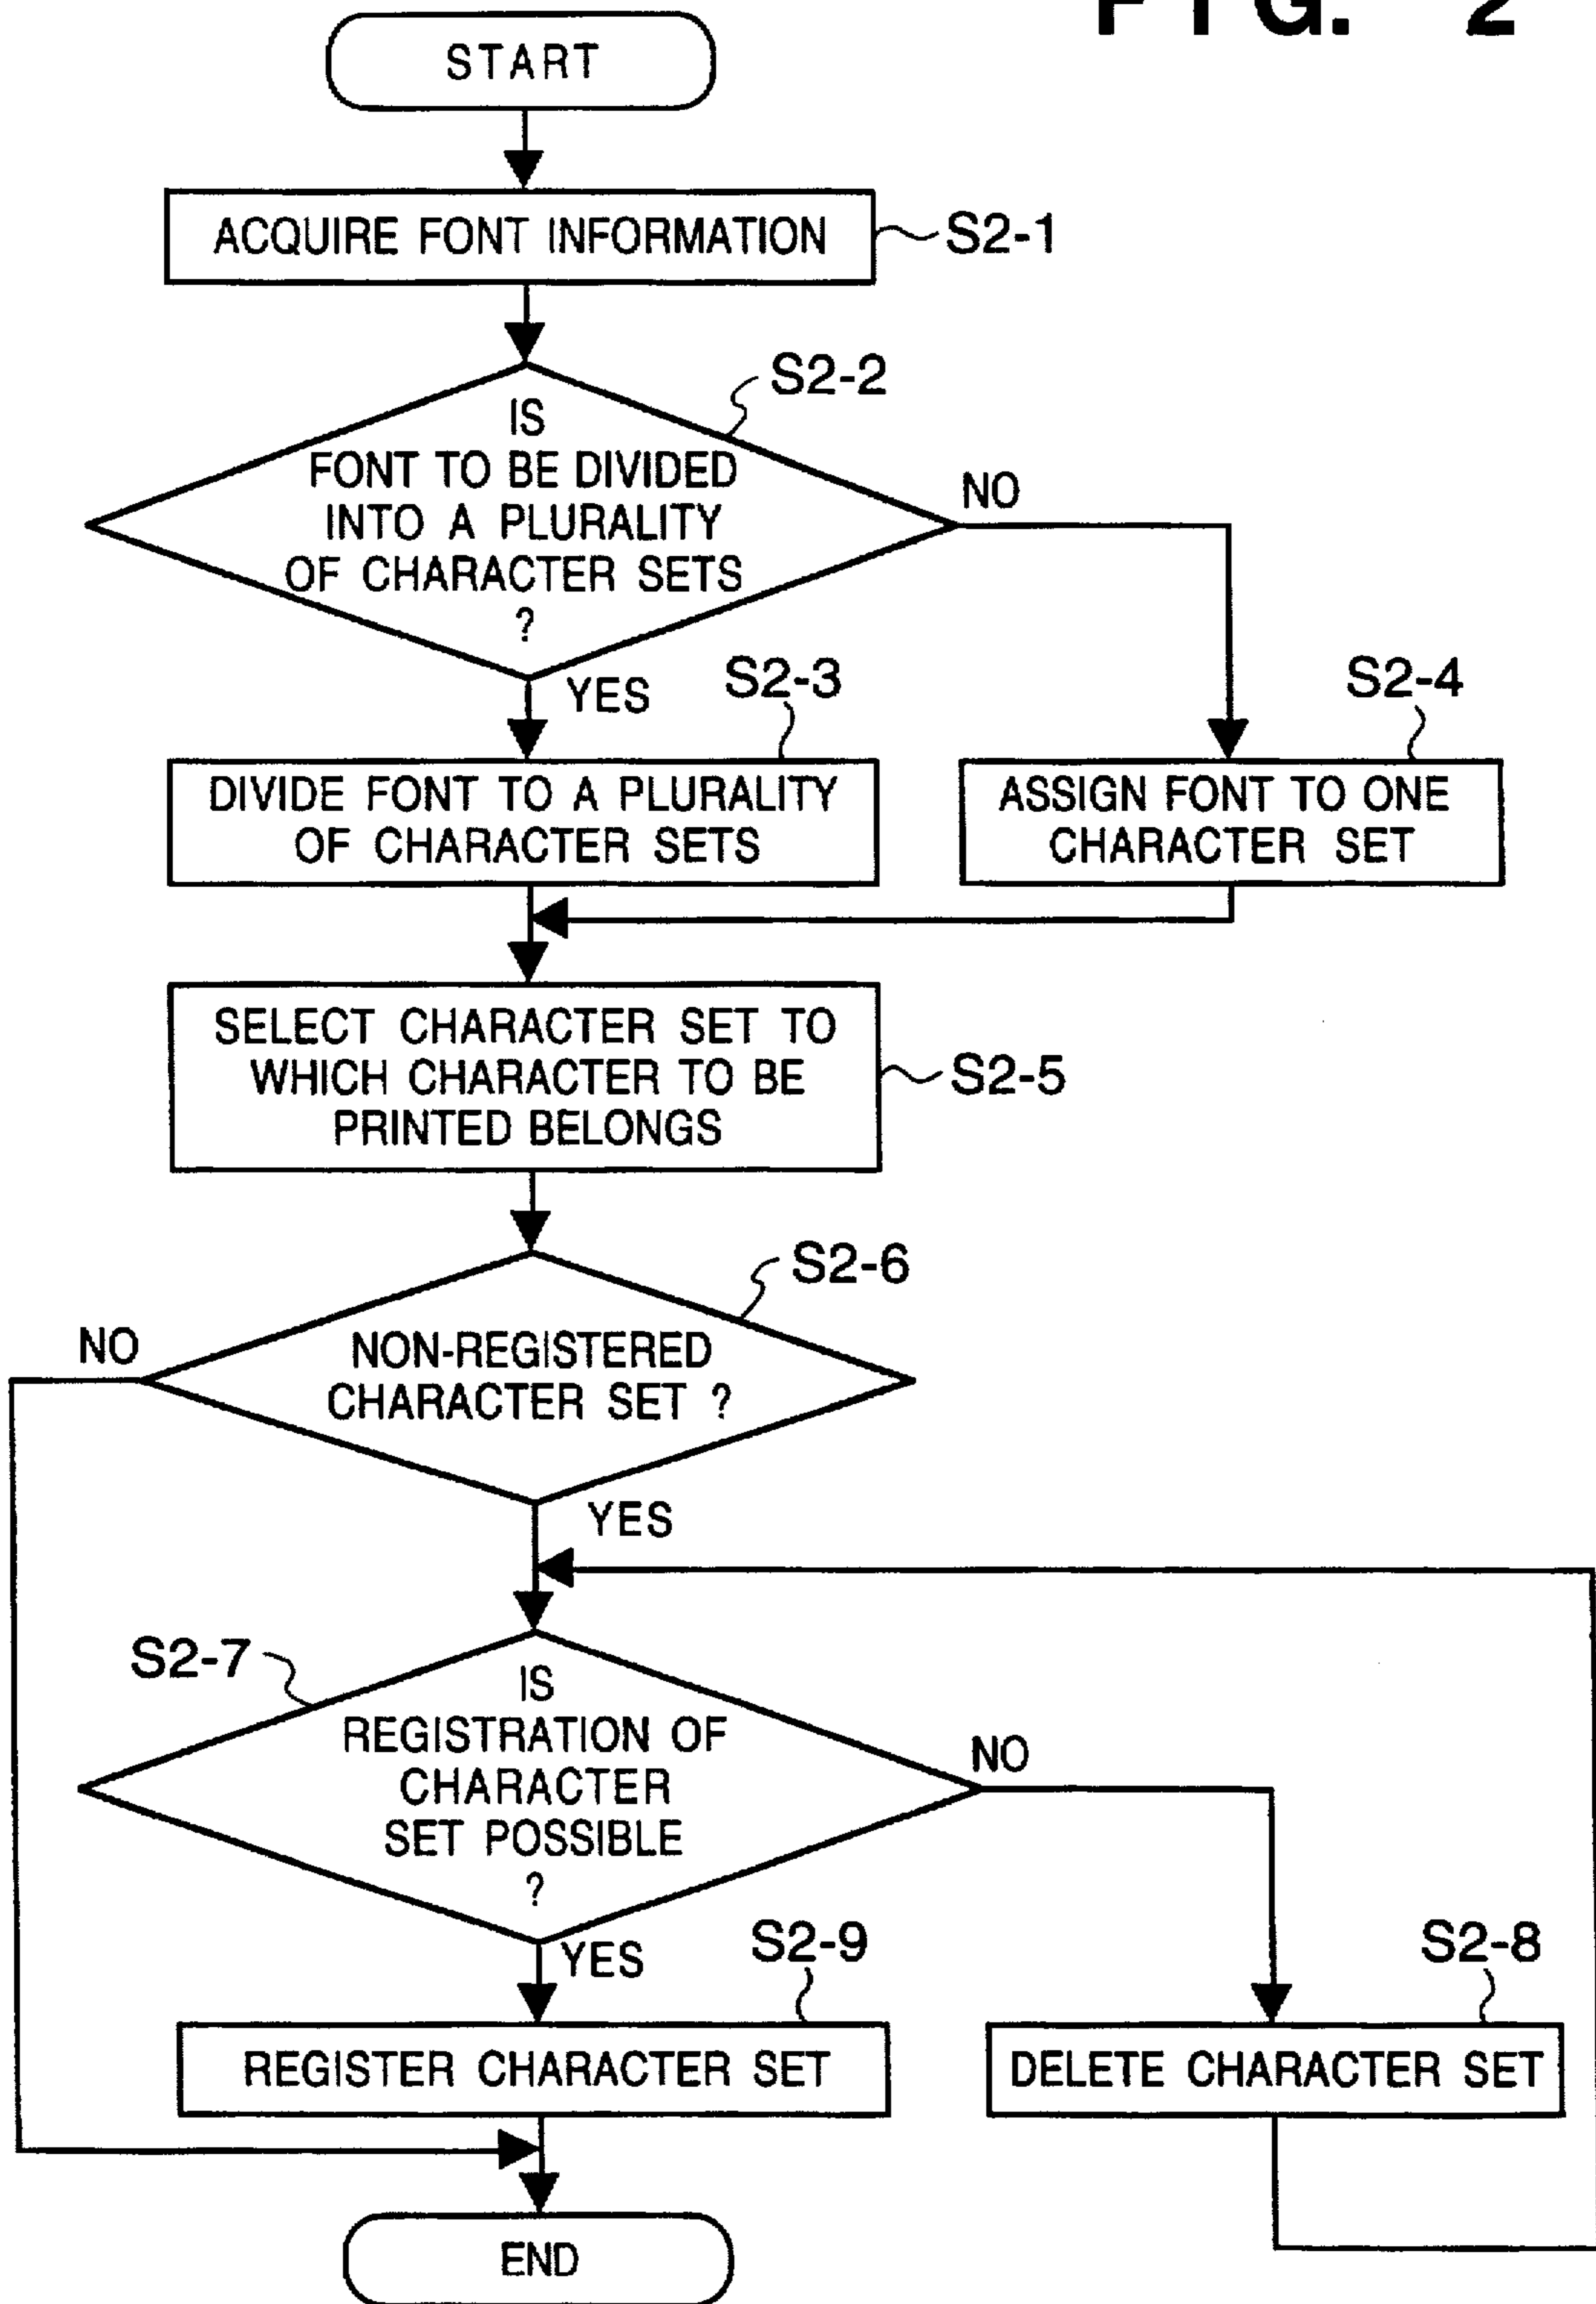 FIG. 2
START
ACQUIRE FONT INFORMATION
S2-1
S2-2
IS
FONT TO BE DIVIDED
INTO A PLURALITY
OF CHARACTER SETS
?
NO
YES
S2-3
S2-4
DIVIDE FONT TO A PLURALITY
OF CHARACTER SETS
ASSIGN FONT TO ONE
CHARACTER SET
SELECT CHARACTER SET TO
WHICH CHARACTER TO BE
PRINTED BELONGS
S2-5
S2-6
NO
NON-REGISTERED
CHARACTER SET ?
YES
S2-7
IS
REGISTRATION OF
CHARACTER
SET POSSIBLE
?
NO
YES
S2-9
S2-8
REGISTER CHARACTER SET
DELETE CHARACTER SET
END